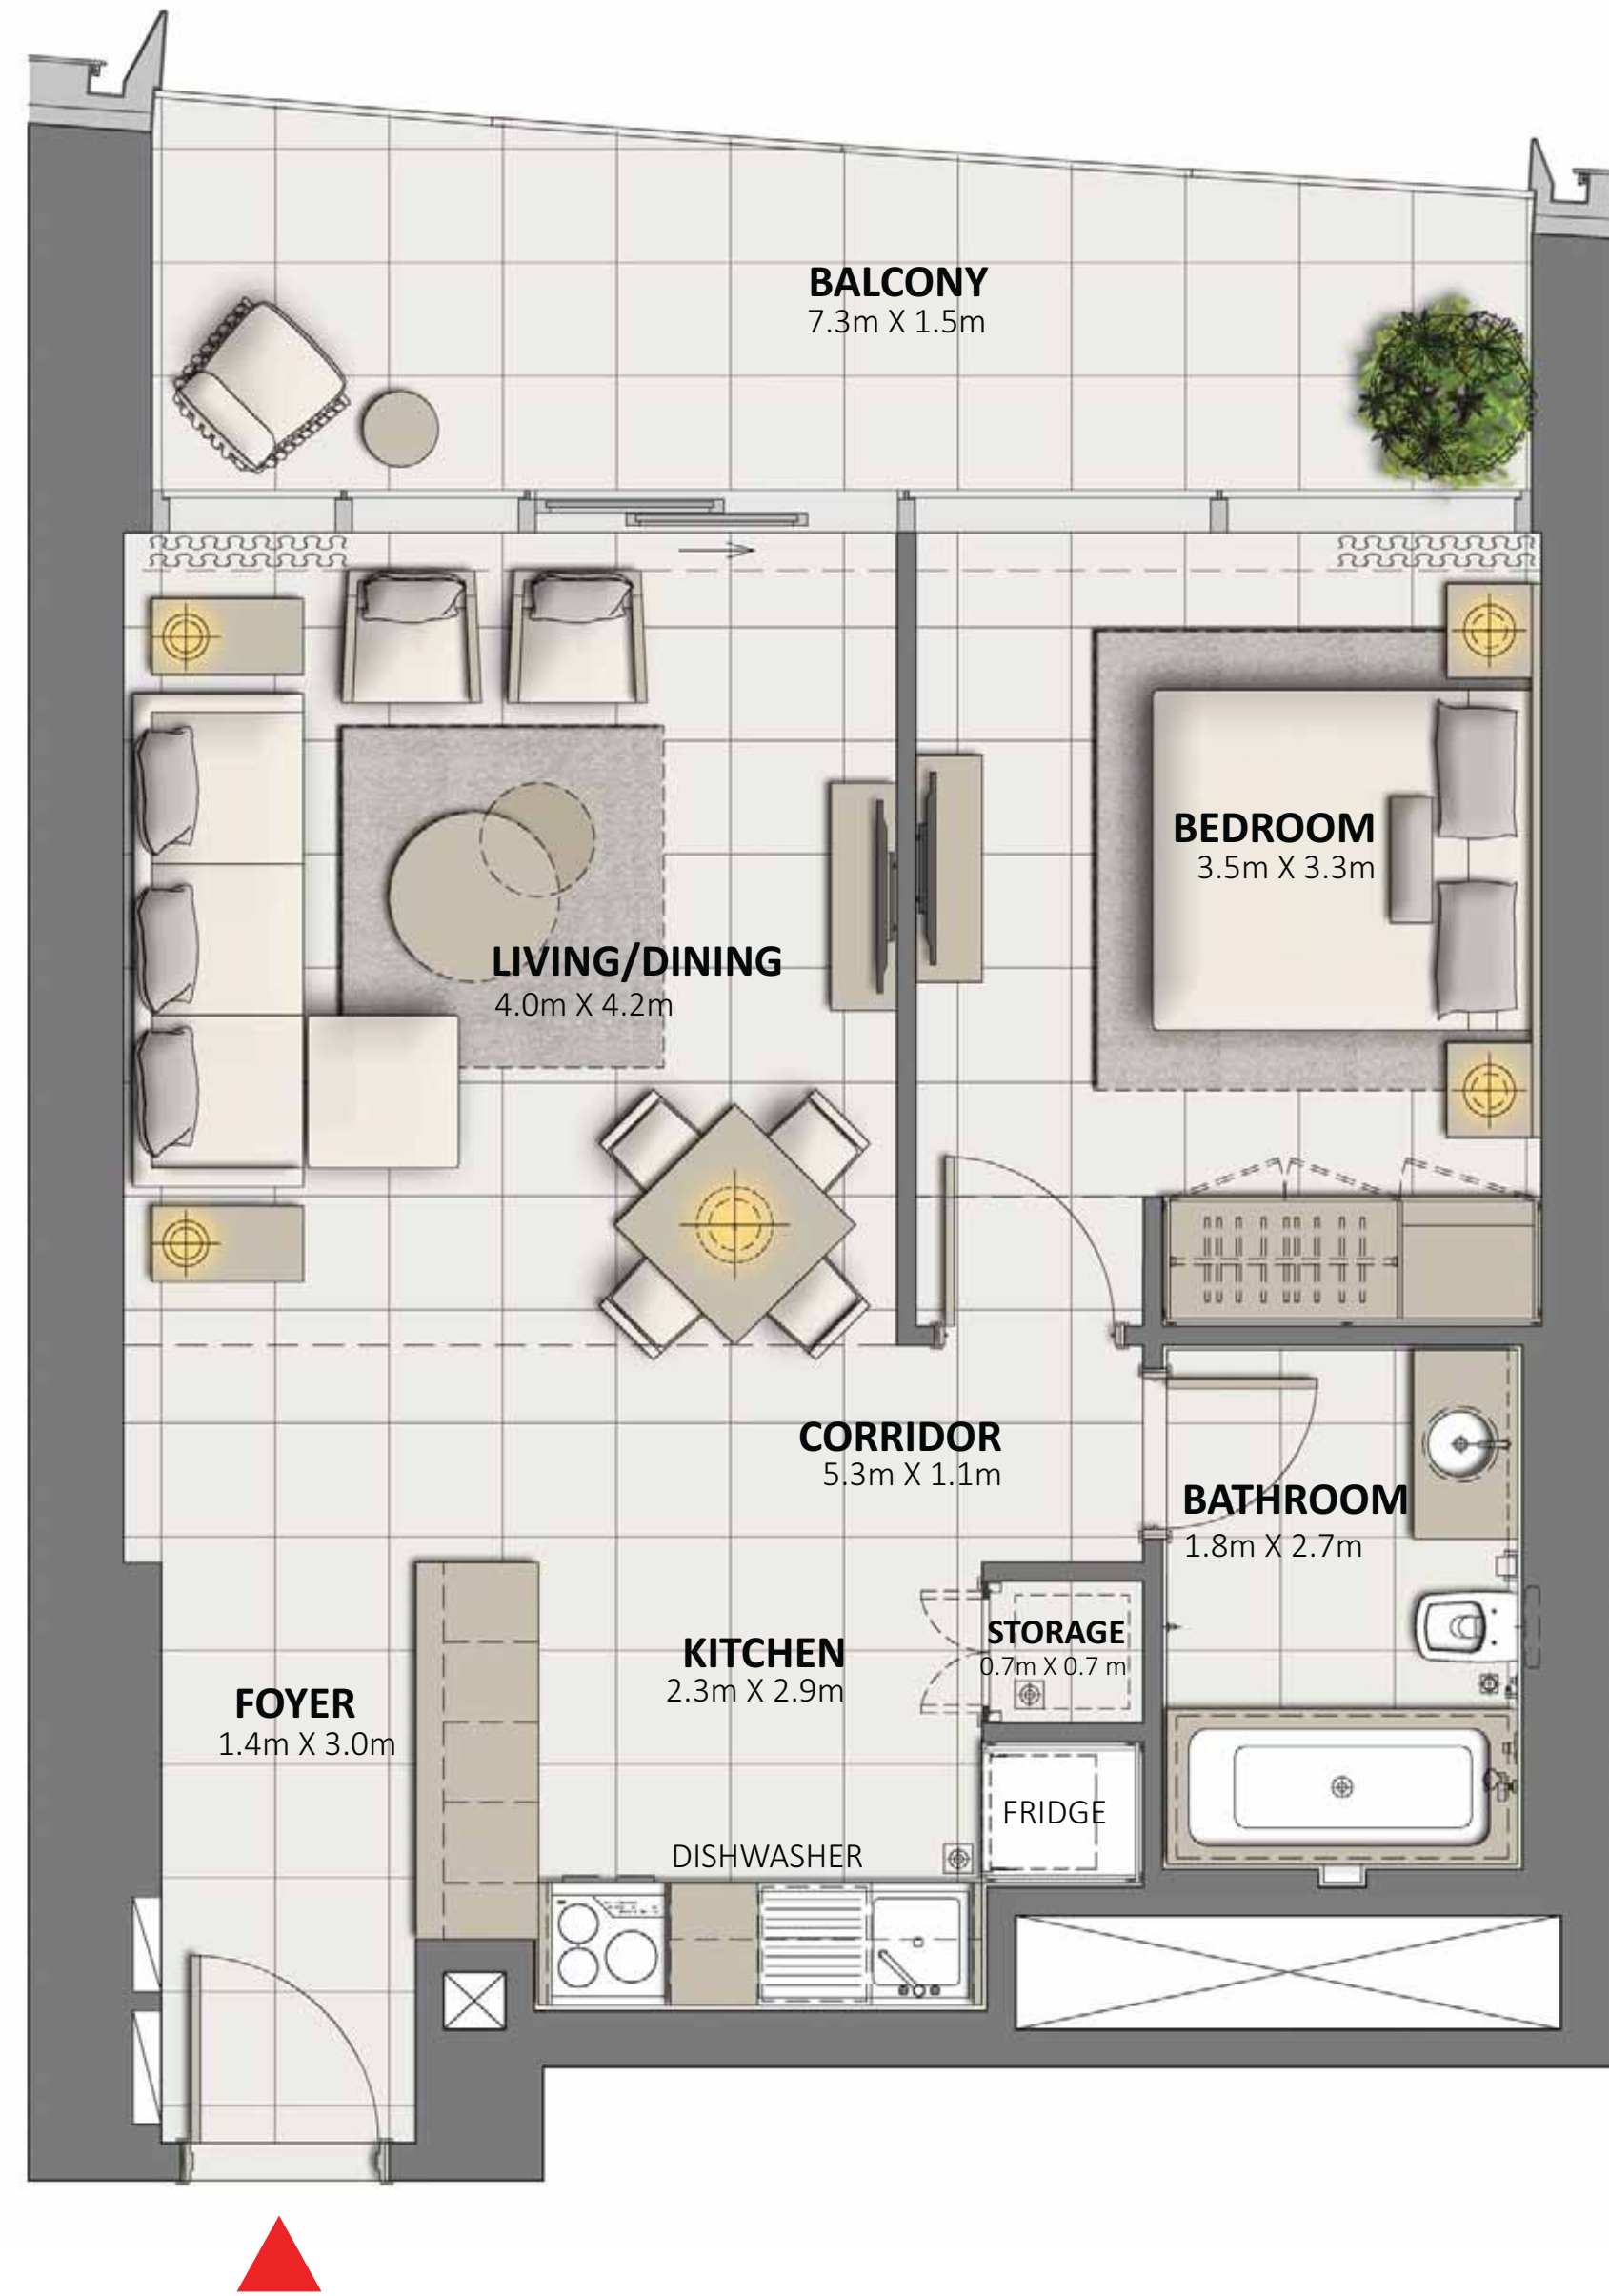 BALCONY
7.3m X 1.5m
BEDROOM
3.5m X 3.3m
LIVING/DINING
4.0m X 4.2m
CORRIDOR
5.3m X 1.1m
BATHROOM
1.8m X 2.7m
STORAGE
0.7m X 0.7 m
KITCHEN
2.3m X 2.9m
FOYER
1.4m X 3.0m
FRIDGE
DISHWASHER